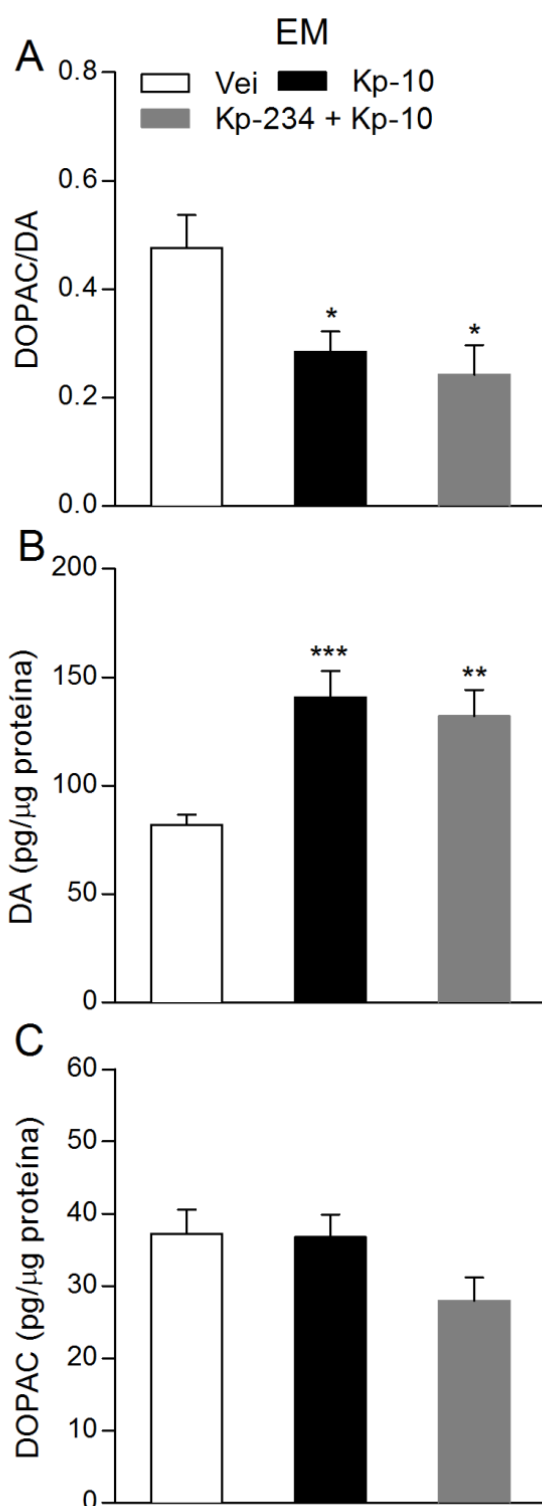 EM
A
Vei
Kp-10
Kp-234 + Kp-10
DOPAC/DA
0.8
0.6
0.4
0.2
0.0
*
*
B
DA (pg/μg proteína)
200
150
100
50
0
***
**
C
DOPAC (pg/μg proteína)
60
50
40
30
20
10
0